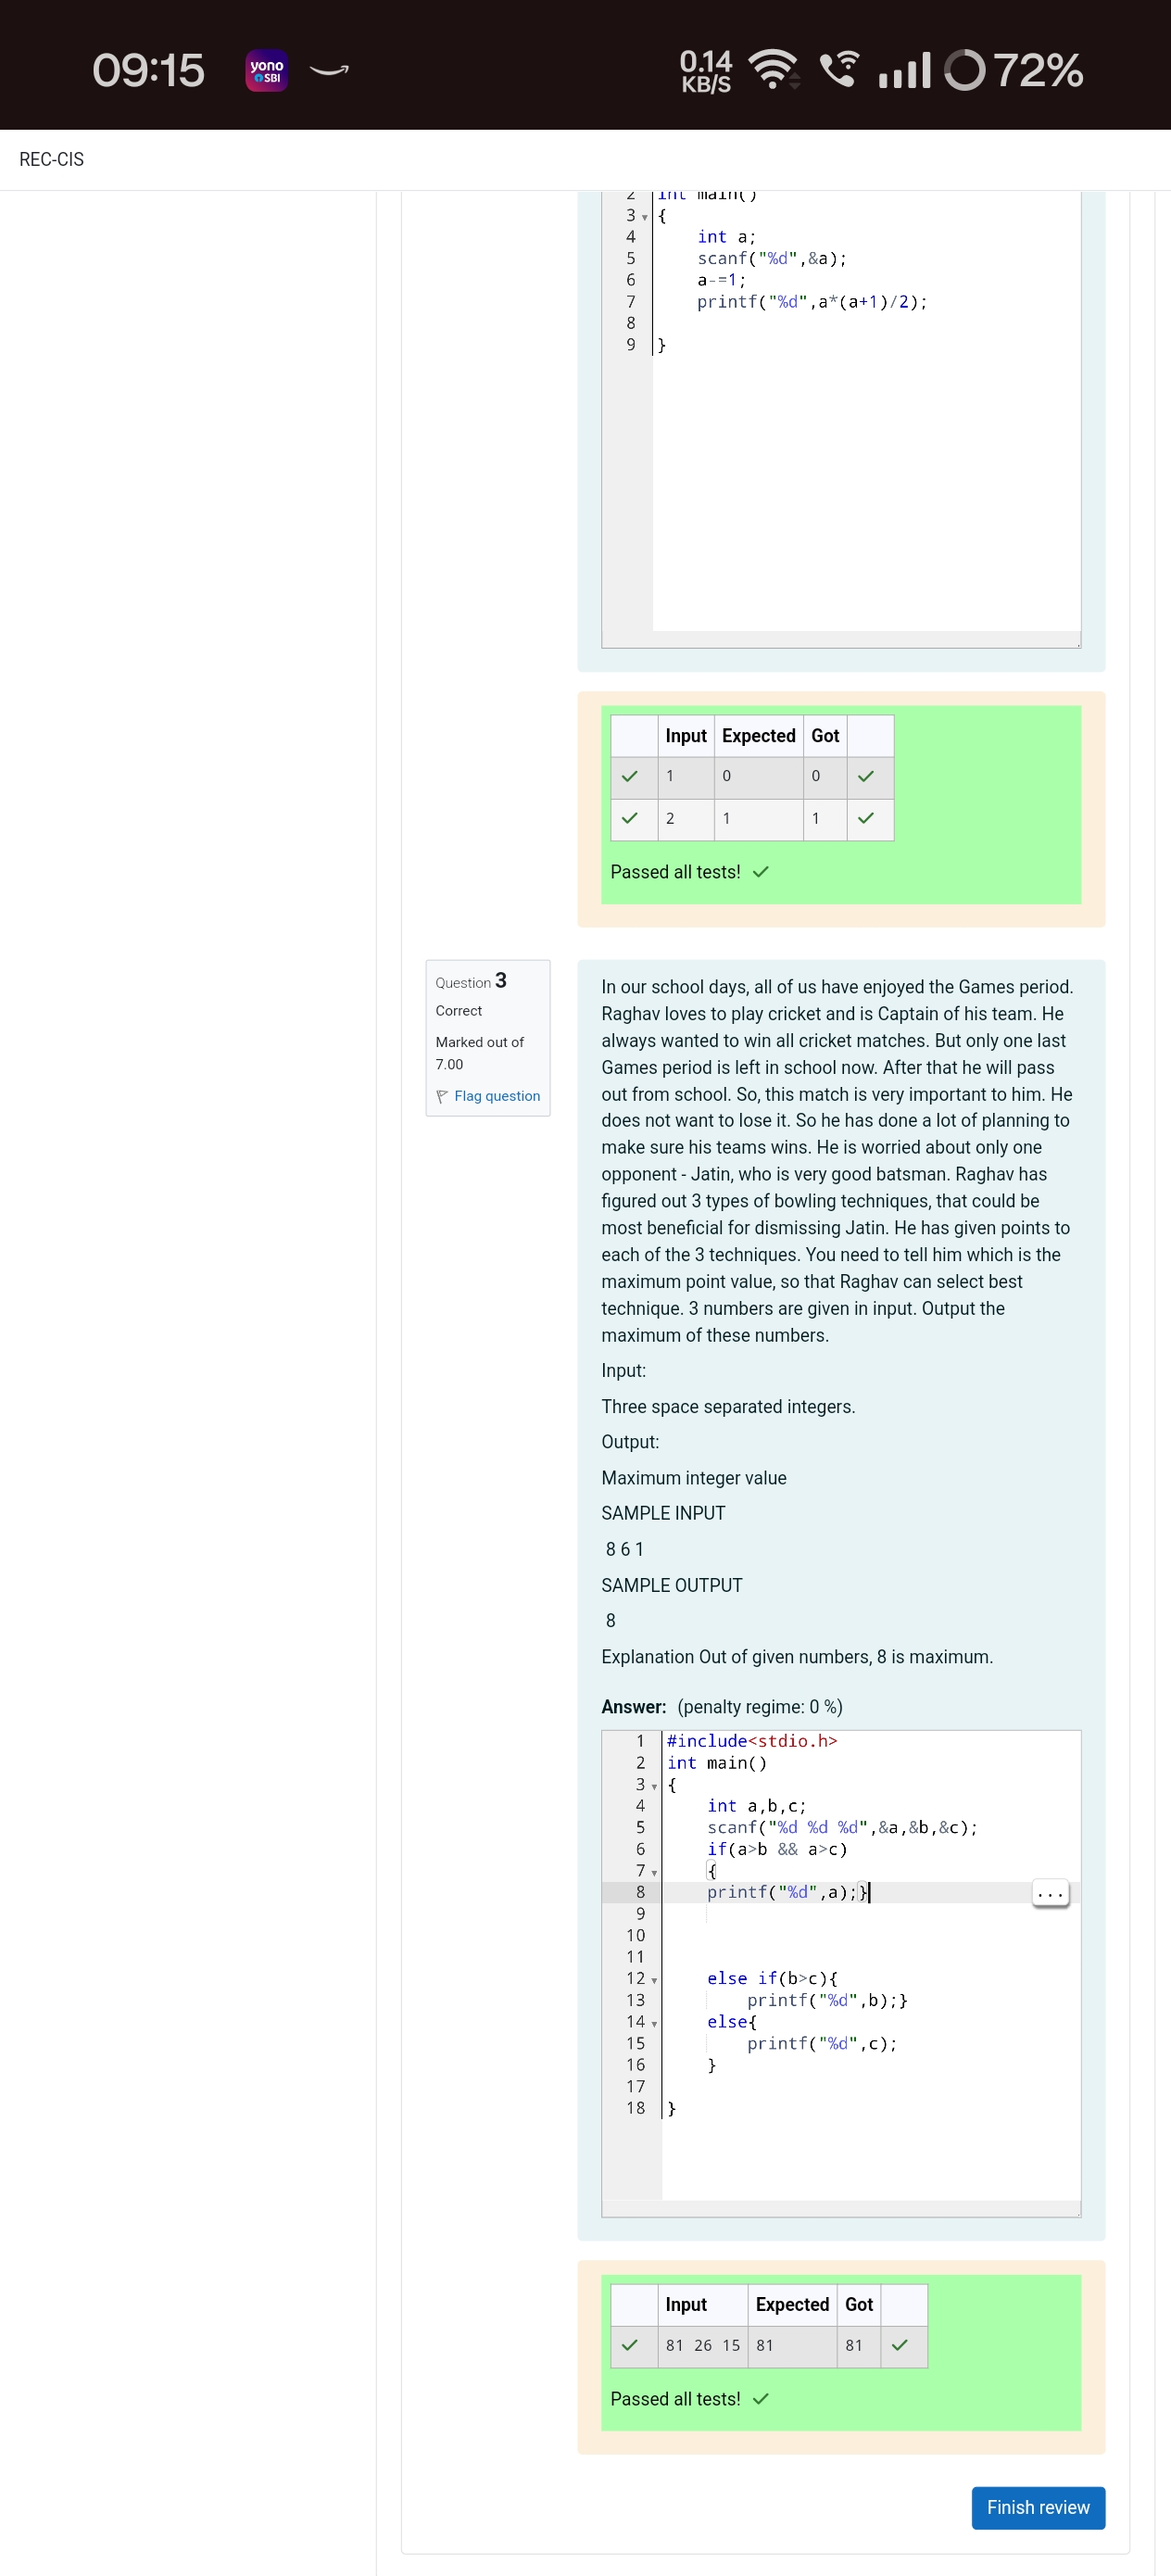 09:15
yono
SBI
0.14
KB/S
72%
REC-CIS
2 int main()
3 {
4 int a;
5 scanf("%d",&a);
6 a-=1;
7 printf("%d",a*(a+1)/2);
8
9 }
Input Expected Got
1 0 0
2 1 1
Passed all tests!
Question 3
Correct
Marked out of
7.00
Flag question
In our school days, all of us have enjoyed the Games period.
Raghav loves to play cricket and is Captain of his team. He
always wanted to win all cricket matches. But only one last
Games period is left in school now. After that he will pass
out from school. So, this match is very important to him. He
does not want to lose it. So he has done a lot of planning to
make sure his teams wins. He is worried about only one
opponent - Jatin, who is very good batsman. Raghav has
figured out 3 types of bowling techniques, that could be
most beneficial for dismissing Jatin. He has given points to
each of the 3 techniques. You need to tell him which is the
maximum point value, so that Raghav can select best
technique. 3 numbers are given in input. Output the
maximum of these numbers.
Input:
Three space separated integers.
Output:
Maximum integer value
SAMPLE INPUT
8 6 1
SAMPLE OUTPUT
8
Explanation Out of given numbers, 8 is maximum.
Answer: (penalty regime: 0 %)
1 #include<stdio.h>
2 int main()
3 {
4 int a,b,c;
5 scanf("%d %d %d",&a,&b,&c);
6 if(a>b && a>c)
7 {
8 printf("%d",a);}
...
9
10
11
12 else if(b>c){
13 printf("%d",b);}
14 else{
15 printf("%d",c);
16 }
17
18 }
Input Expected Got
81 26 15 81 81
Passed all tests!
Finish review